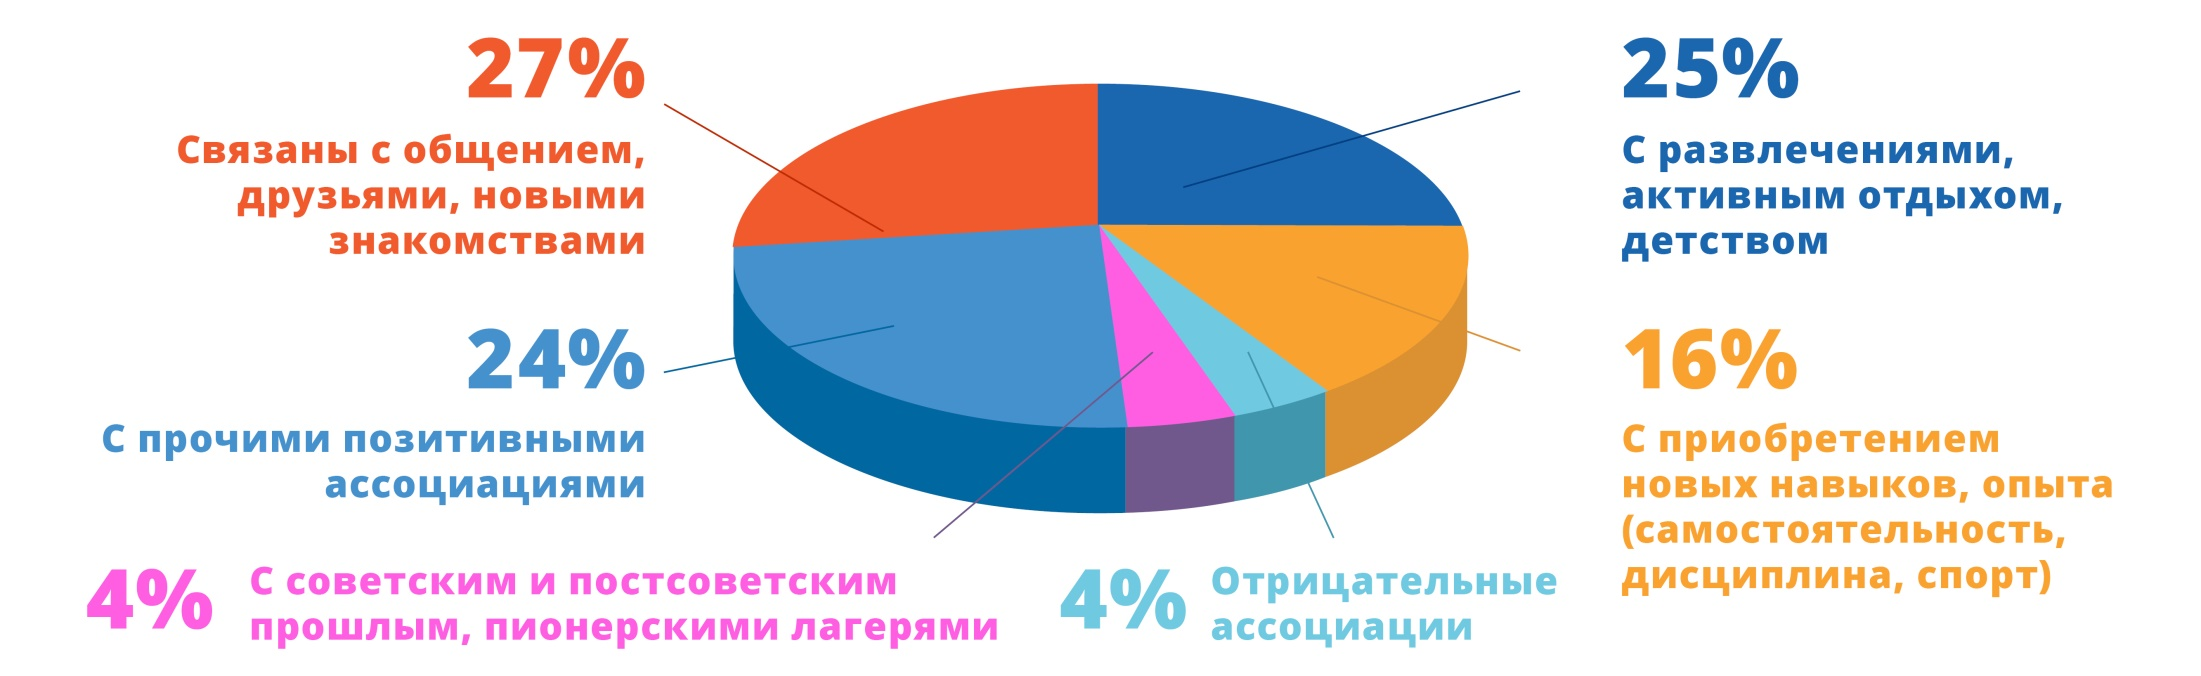 27%
Связаны с общением,
друзьями, новыми
знакомствами
25%
С развлечениями,
активным отдыхом,
детством
24%
С прочими позитивными
ассоциациями
16%
С приобретением
новых навыков, опыта
(самостоятельность,
дисциплина, спорт)
4%
С советским и постсоветским
прошлым, пионерскими лагерями
4%
Отрицательные
ассоциации